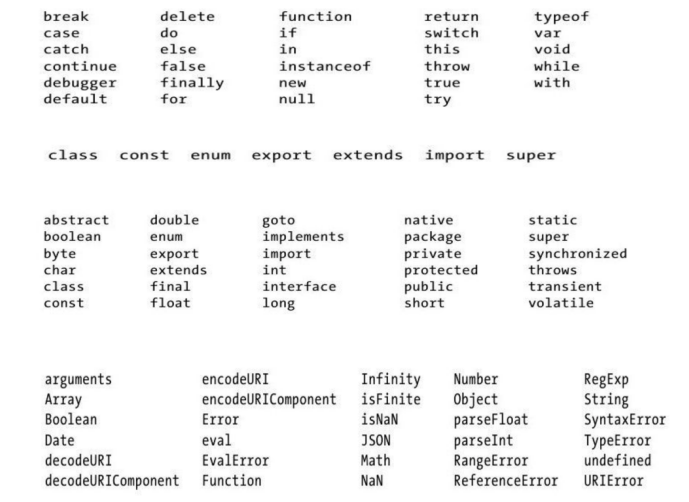 break delete function return typeof
case do if switch var
catch else in this void
continue false instanceof throw while
debugger finally new true with
default for null try
class const enum export extends import super
abstract double goto native static
boolean enum implements package super
byte export import private synchronized
char extends int protected throws
class final interface public transient
const float long short volatile
arguments encodeURI Infinity Number RegExp
Array encodeURIComponent isFinite Object String
Boolean Error isNaN parseFloat SyntaxError
Date eval JSON parseInt TypeError
decodeURI EvalError Math RangeError undefined
decodeURIComponent Function NaN ReferenceError URIError